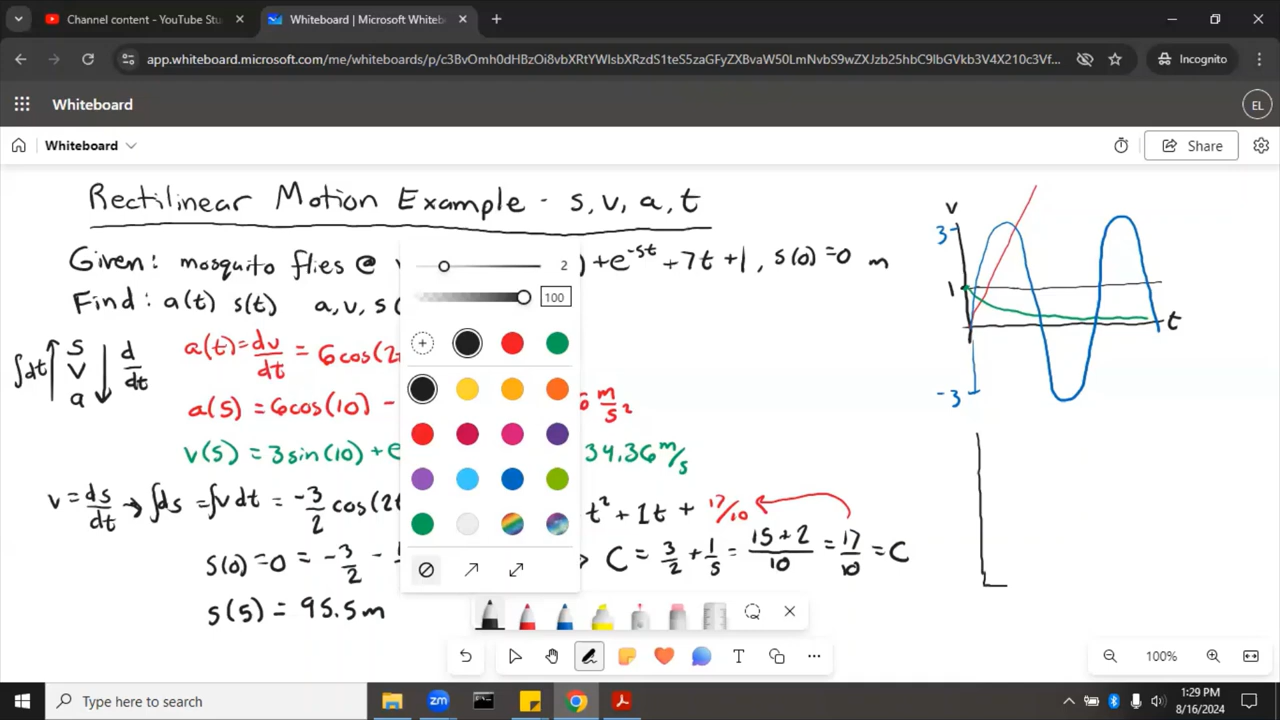 Channel content - YouTube Stu
Whiteboard | Microsoft Whiteb
app.whiteboard.microsoft.com/me/whiteboards/p/c3BvOmh0dHBzOi8vbXRtYWlsbXRzdS1teS5zaGFyZXBvaW50LmNvbS9wZXJzb25hbC9lbGVkb3V4X210c3Vf...
Incognito
Whiteboard
EL
Whiteboard
Share
Rectilinear Motion Example - s, v, a, t
Given: mosquito flies @ ) + e^-5t + 7t + 1, s(0) = 0 m
Find: a(t) s(t) a, v, s(
∫dt s v a d/dt
a(t) = dv/dt = 6cos(2
a(5) = 6cos(10) - m/s²
v(5) = 3sin(10) + e 34.36 m/s
v = ds/dt → ∫ds = ∫v dt = -3/2 cos(2t t² + 1t + 17/10
s(0) = 0 = -3/2 - C = 3/2 + 1/5 = 15+2/10 = 17/10 = C
s(5) = 95.5m
v
3
1
t
-3
2
100
100%
Type here to search
zm
1:29 PM
8/16/2024